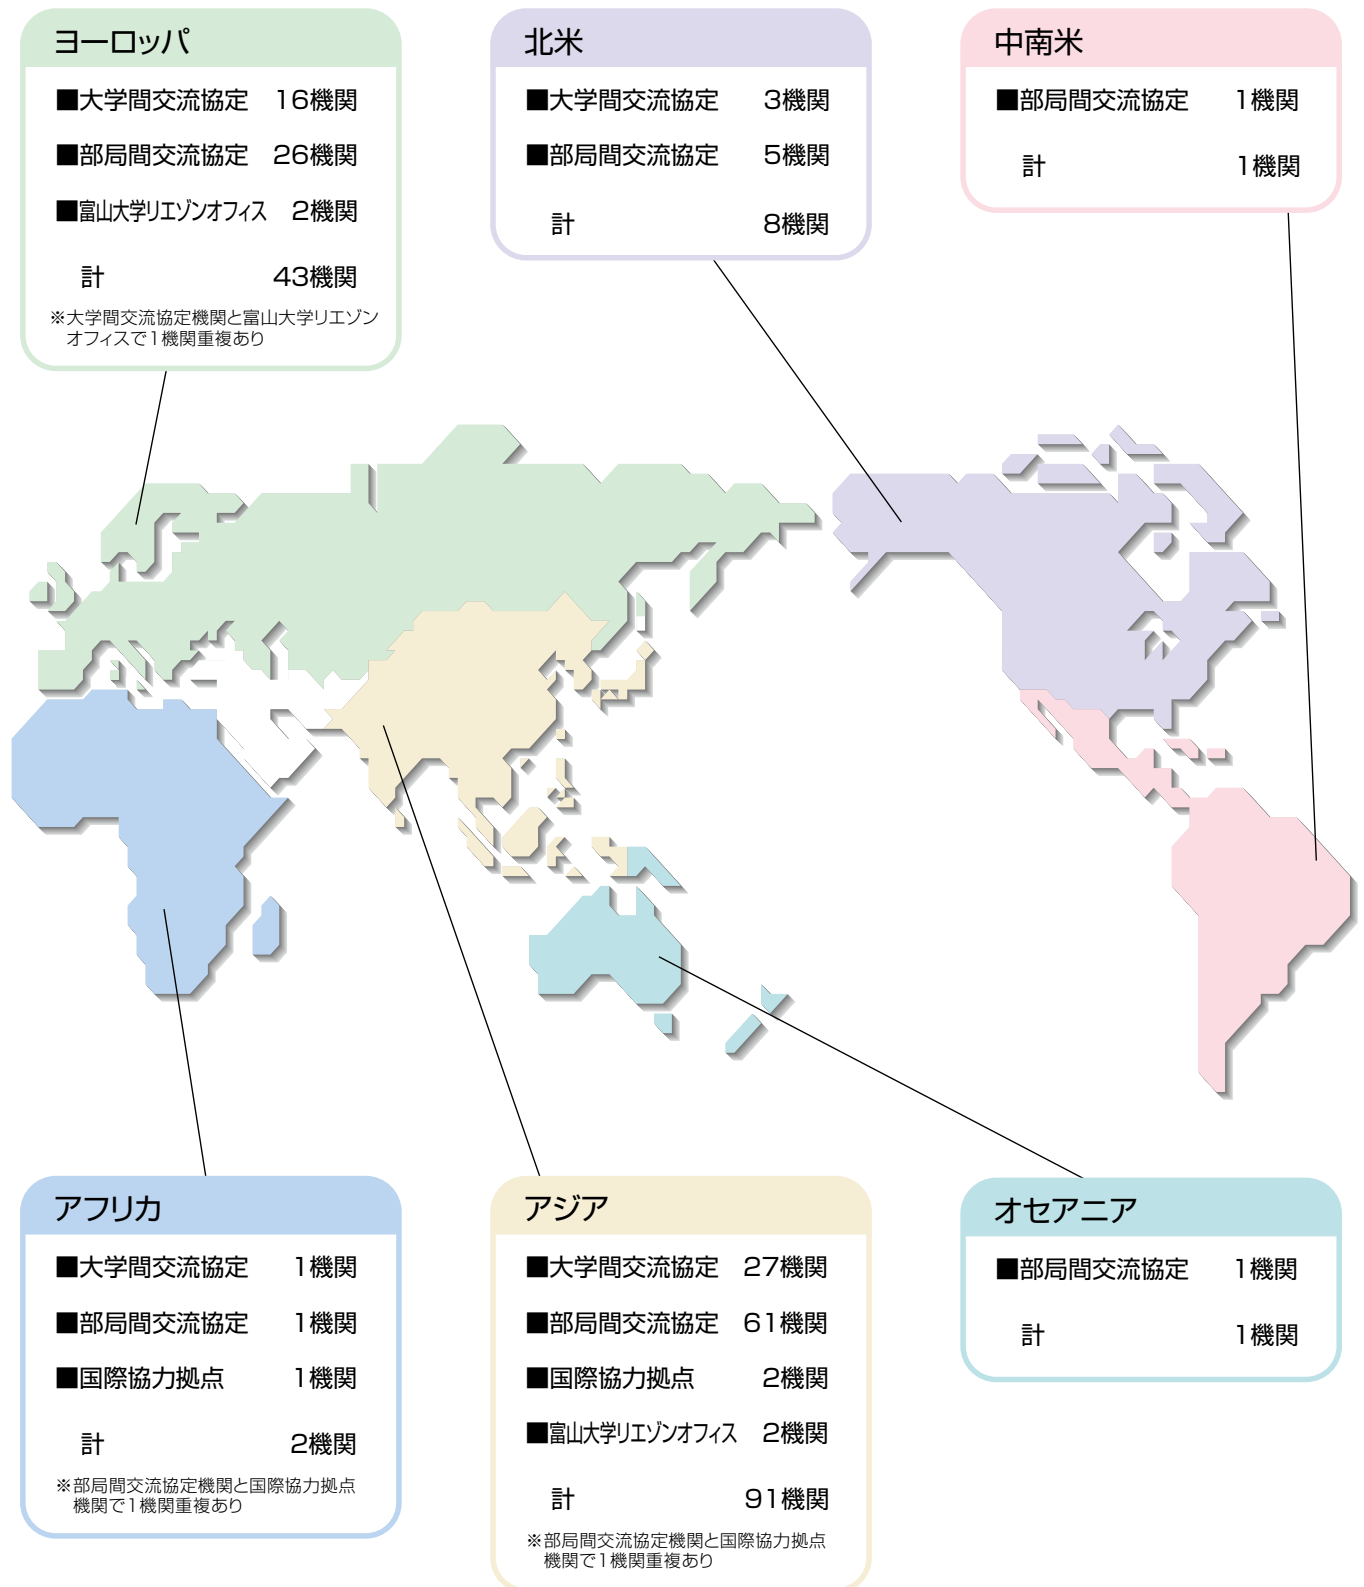 ヨーロッパ
■大学間交流協定 16機関
■部局間交流協定 26機関
■富山大学リエゾンオフィス 2機関
計 43機関
※大学間交流協定機関と富山大学リエゾン
オフィスで1機関重複あり
北米
■大学間交流協定 3機関
■部局間交流協定 5機関
計 8機関
中南米
■部局間交流協定 1機関
計 1機関
アフリカ
■大学間交流協定 1機関
■部局間交流協定 1機関
■国際協力拠点 1機関
計 2機関
※部局間交流協定機関と国際協力拠点
機関で1機関重複あり
アジア
■大学間交流協定 27機関
■部局間交流協定 61機関
■国際協力拠点 2機関
■富山大学リエゾンオフィス 2機関
計 91機関
※部局間交流協定機関と国際協力拠点
機関で1機関重複あり
オセアニア
■部局間交流協定 1機関
計 1機関